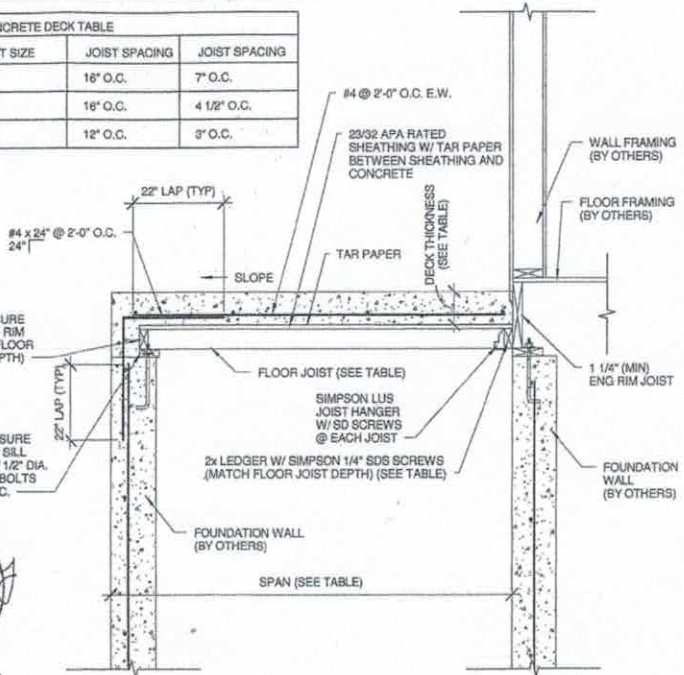 NCRETE DECK TABLE
T SIZE JOIST SPACING JOIST SPACING
16" O.C. 7" O.C.
16" O.C. 4 1/2" O.C.
12" O.C. 3" O.C.
#4 @ 2'-0" O.C. E.W.
23/32 APA RATED
SHEATHING W/ TAR PAPER
BETWEEN SHEATHING AND
CONCRETE
WALL FRAMING
(BY OTHERS)
FLOOR FRAMING
(BY OTHERS)
22" LAP (TYP)
DECK THICKNESS
(SEE TABLE)
#4 x 24" @ 2'-0" O.C.
24"
TAR PAPER
SLOPE
SURE
RIM
FLOOR
PTH)
FLOOR JOIST (SEE TABLE)
1 1/4" (MIN)
ENG RIM JOIST
22" LAP (TYP)
SIMPSON LUS
JOIST HANGER
W/ SD SCREWS
@ EACH JOIST
SURE
SILL
1/2" DIA.
BOLTS
C.
2x LEDGER W/ SIMPSON 1/4" SDS SCREWS
(MATCH FLOOR JOIST DEPTH) (SEE TABLE)
FOUNDATION
WALL
(BY OTHERS)
FOUNDATION WALL
(BY OTHERS)
SPAN (SEE TABLE)